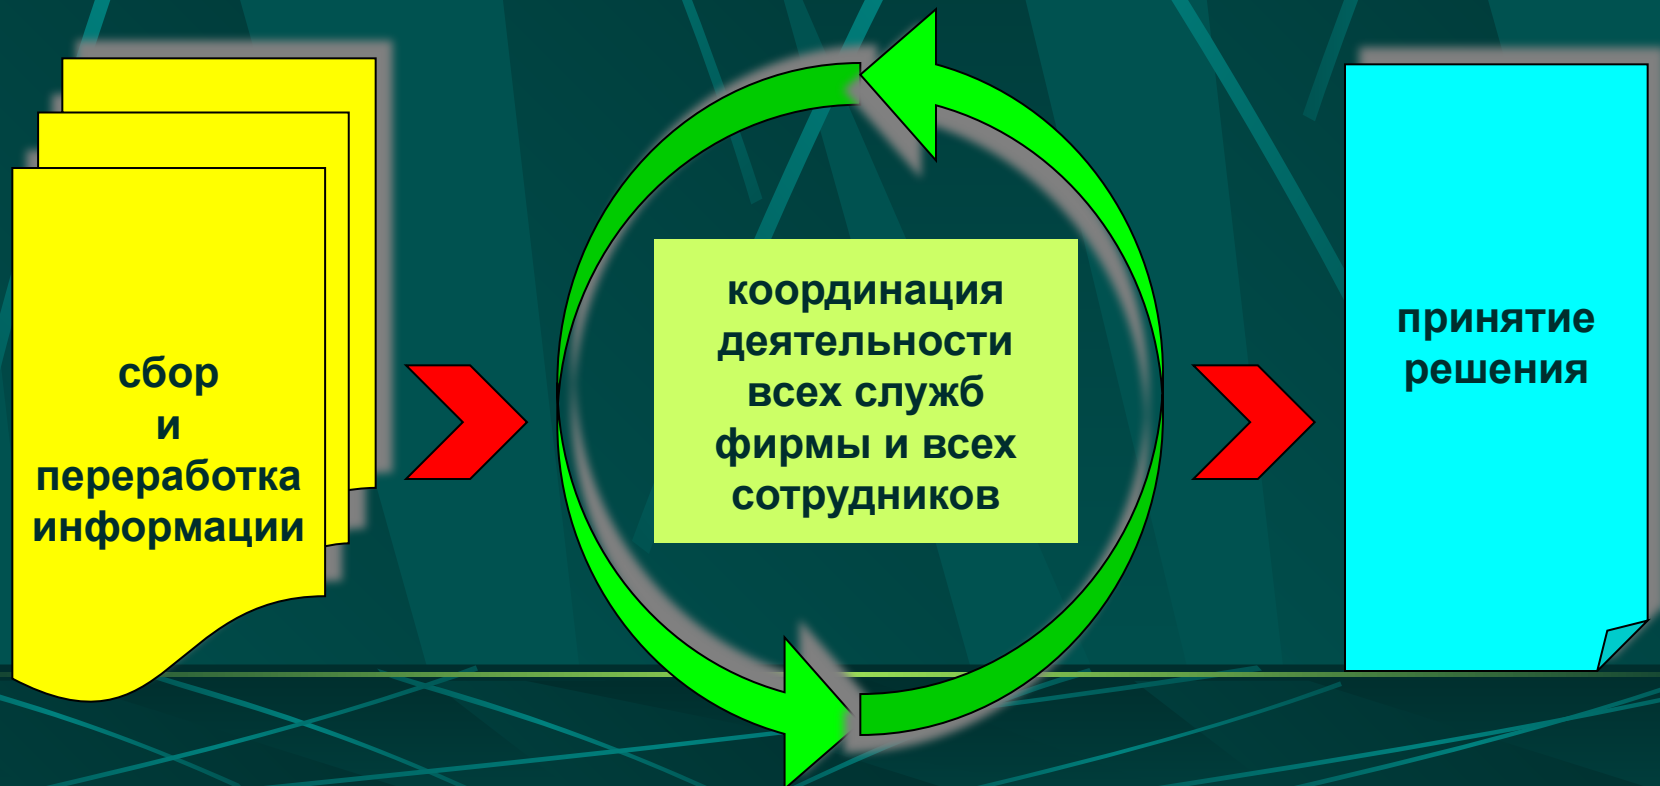 сбор
и
переработка
информации
координация
деятельности
всех служб
фирмы и всех
сотрудников
принятие
решения